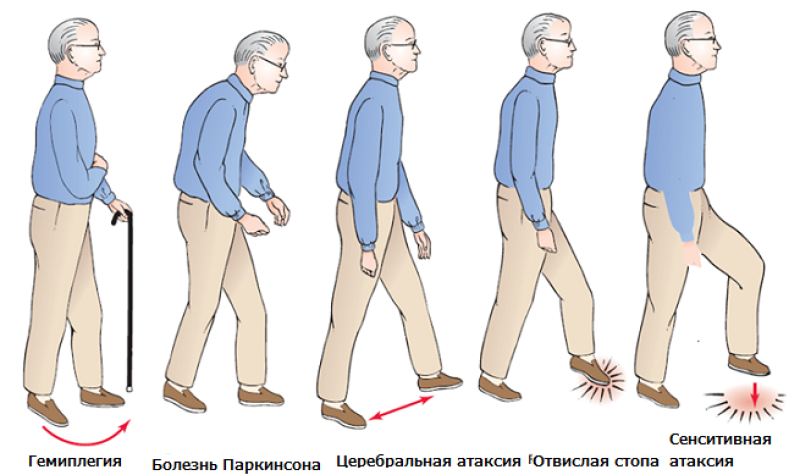 Гемиплегия
Болезнь Паркинсона
Церебральная атаксия
Отвислая стопа
Сенситивная
атаксия